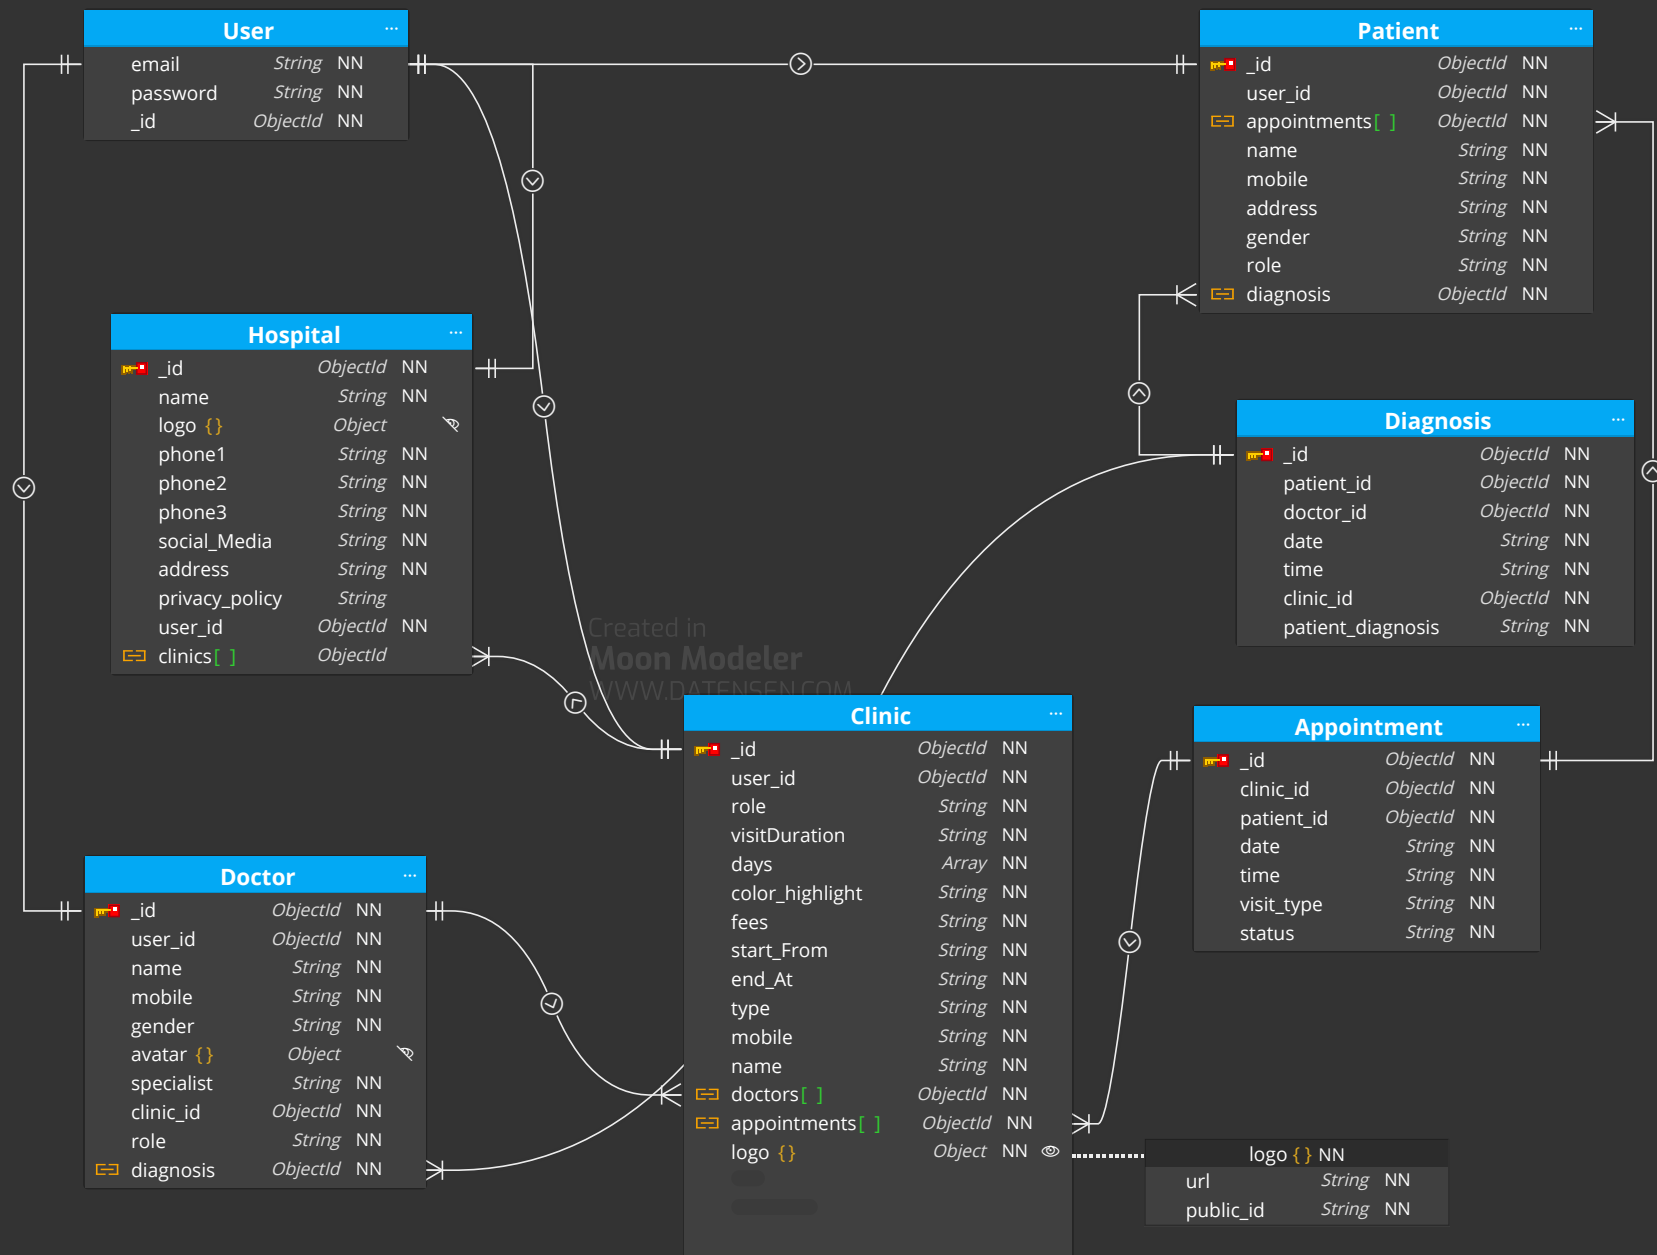 User ...
email String NN
password String NN
_id ObjectId NN
Patient ...
_id ObjectId NN
user_id ObjectId NN
appointments[ ] ObjectId NN
name String NN
mobile String NN
address String NN
gender String NN
role String NN
diagnosis ObjectId NN
Hospital ...
_id ObjectId NN
name String NN
logo {} Object
phone1 String NN
phone2 String NN
phone3 String NN
social_Media String NN
address String NN
privacy_policy String
user_id ObjectId NN
clinics[ ] ObjectId
Diagnosis ...
_id ObjectId NN
patient_id ObjectId NN
doctor_id ObjectId NN
date String NN
time String NN
clinic_id ObjectId NN
patient_diagnosis String NN
Created in
Moon Modeler
WWW.DATENSEN.COM
Clinic ...
_id ObjectId NN
user_id ObjectId NN
role String NN
visitDuration String NN
days Array NN
color_highlight String NN
fees String NN
start_From String NN
end_At String NN
type String NN
mobile String NN
name String NN
doctors[ ] ObjectId NN
appointments[ ] ObjectId NN
logo {} Object NN
Appointment ...
_id ObjectId NN
clinic_id ObjectId NN
patient_id ObjectId NN
date String NN
time String NN
visit_type String NN
status String NN
Doctor ...
_id ObjectId NN
user_id ObjectId NN
name String NN
mobile String NN
gender String NN
avatar {} Object
specialist String NN
clinic_id ObjectId NN
role String NN
diagnosis ObjectId NN
logo {} NN
url String NN
public_id String NN